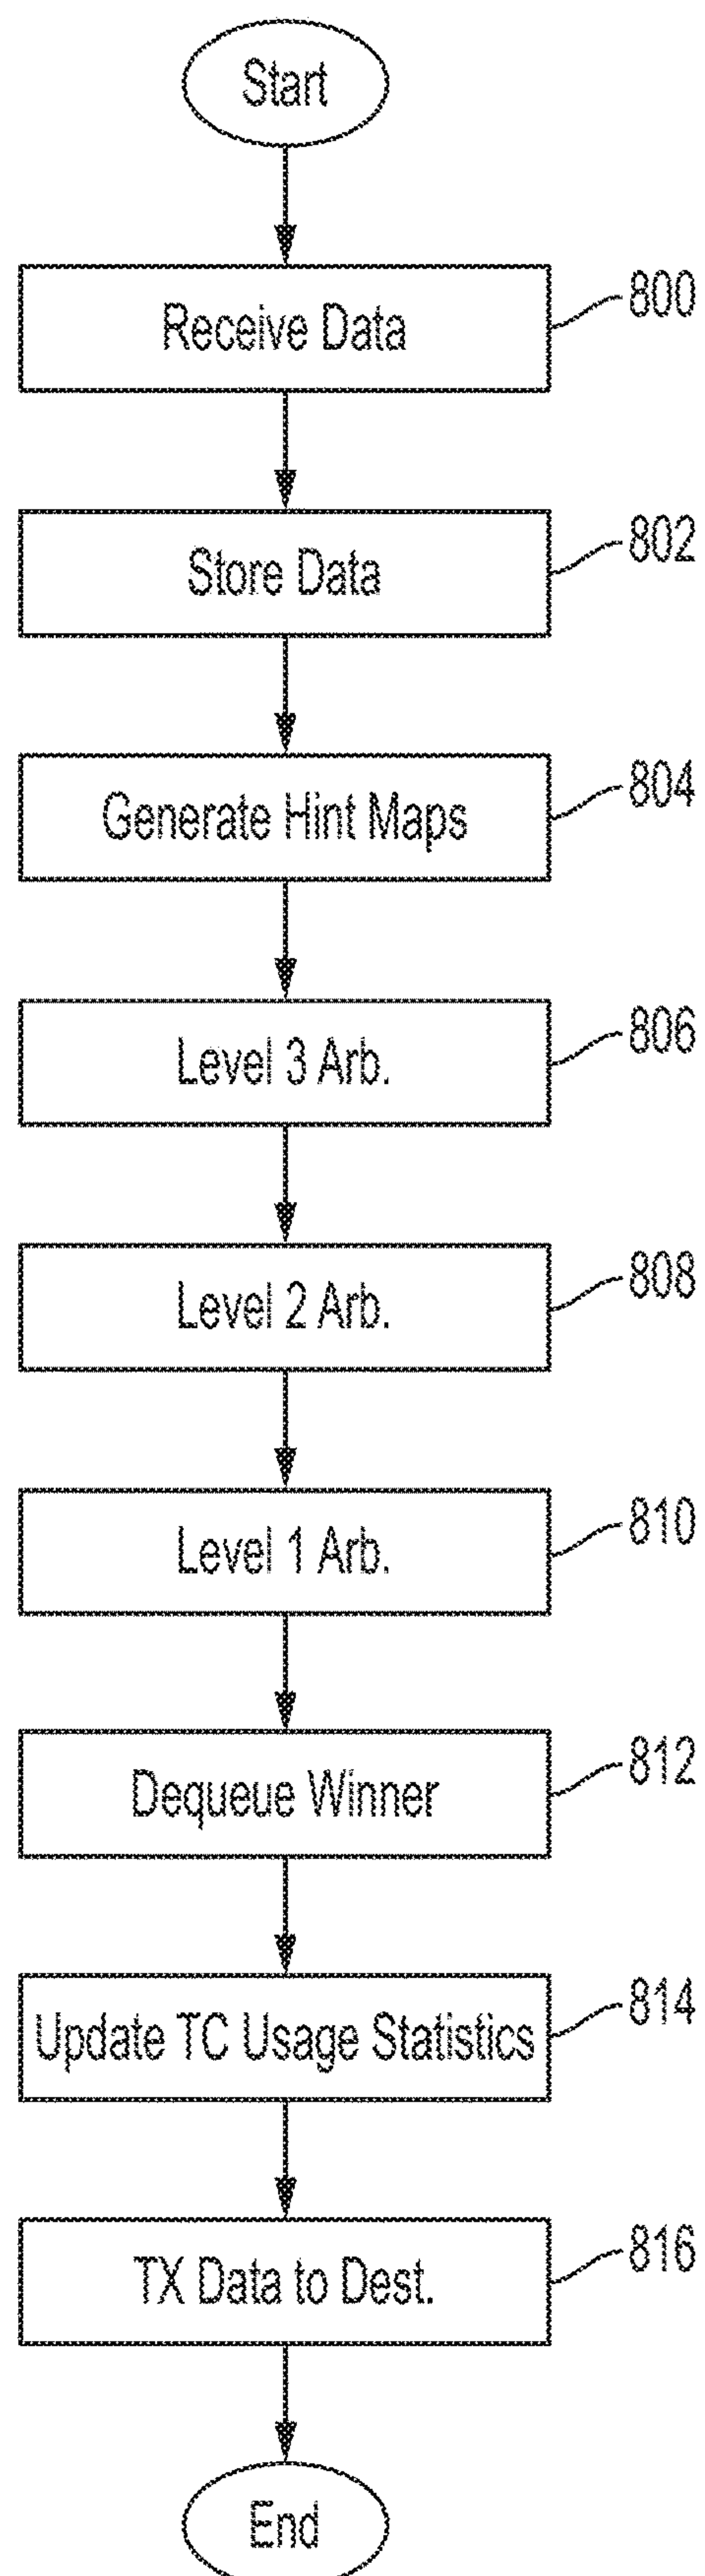 Start
Receive Data
800
Store Data
802
Generate Hint Maps
804
Level 3 Arb.
806
Level 2 Arb.
808
Level 1 Arb.
810
Dequeue Winner
812
Update TC Usage Statistics
814
TX Data to Dest.
816
End